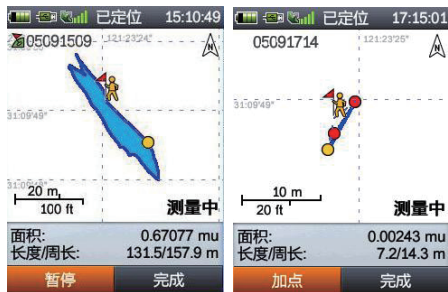 已定位 15:10:49
05091509
121:23'24"
N
31:09'49"
20 m,
100 ft
测量中
面积: 0.67077 mu
长度/周长: 131.5/157.9 m
暂停 完成
已定位 17:15:01
05091714
121:23'25"
N
31:09'49"
10 m
20 ft
测量中
面积: 0.00243 mu
长度/周长: 7.2/14.3 m
加点 完成